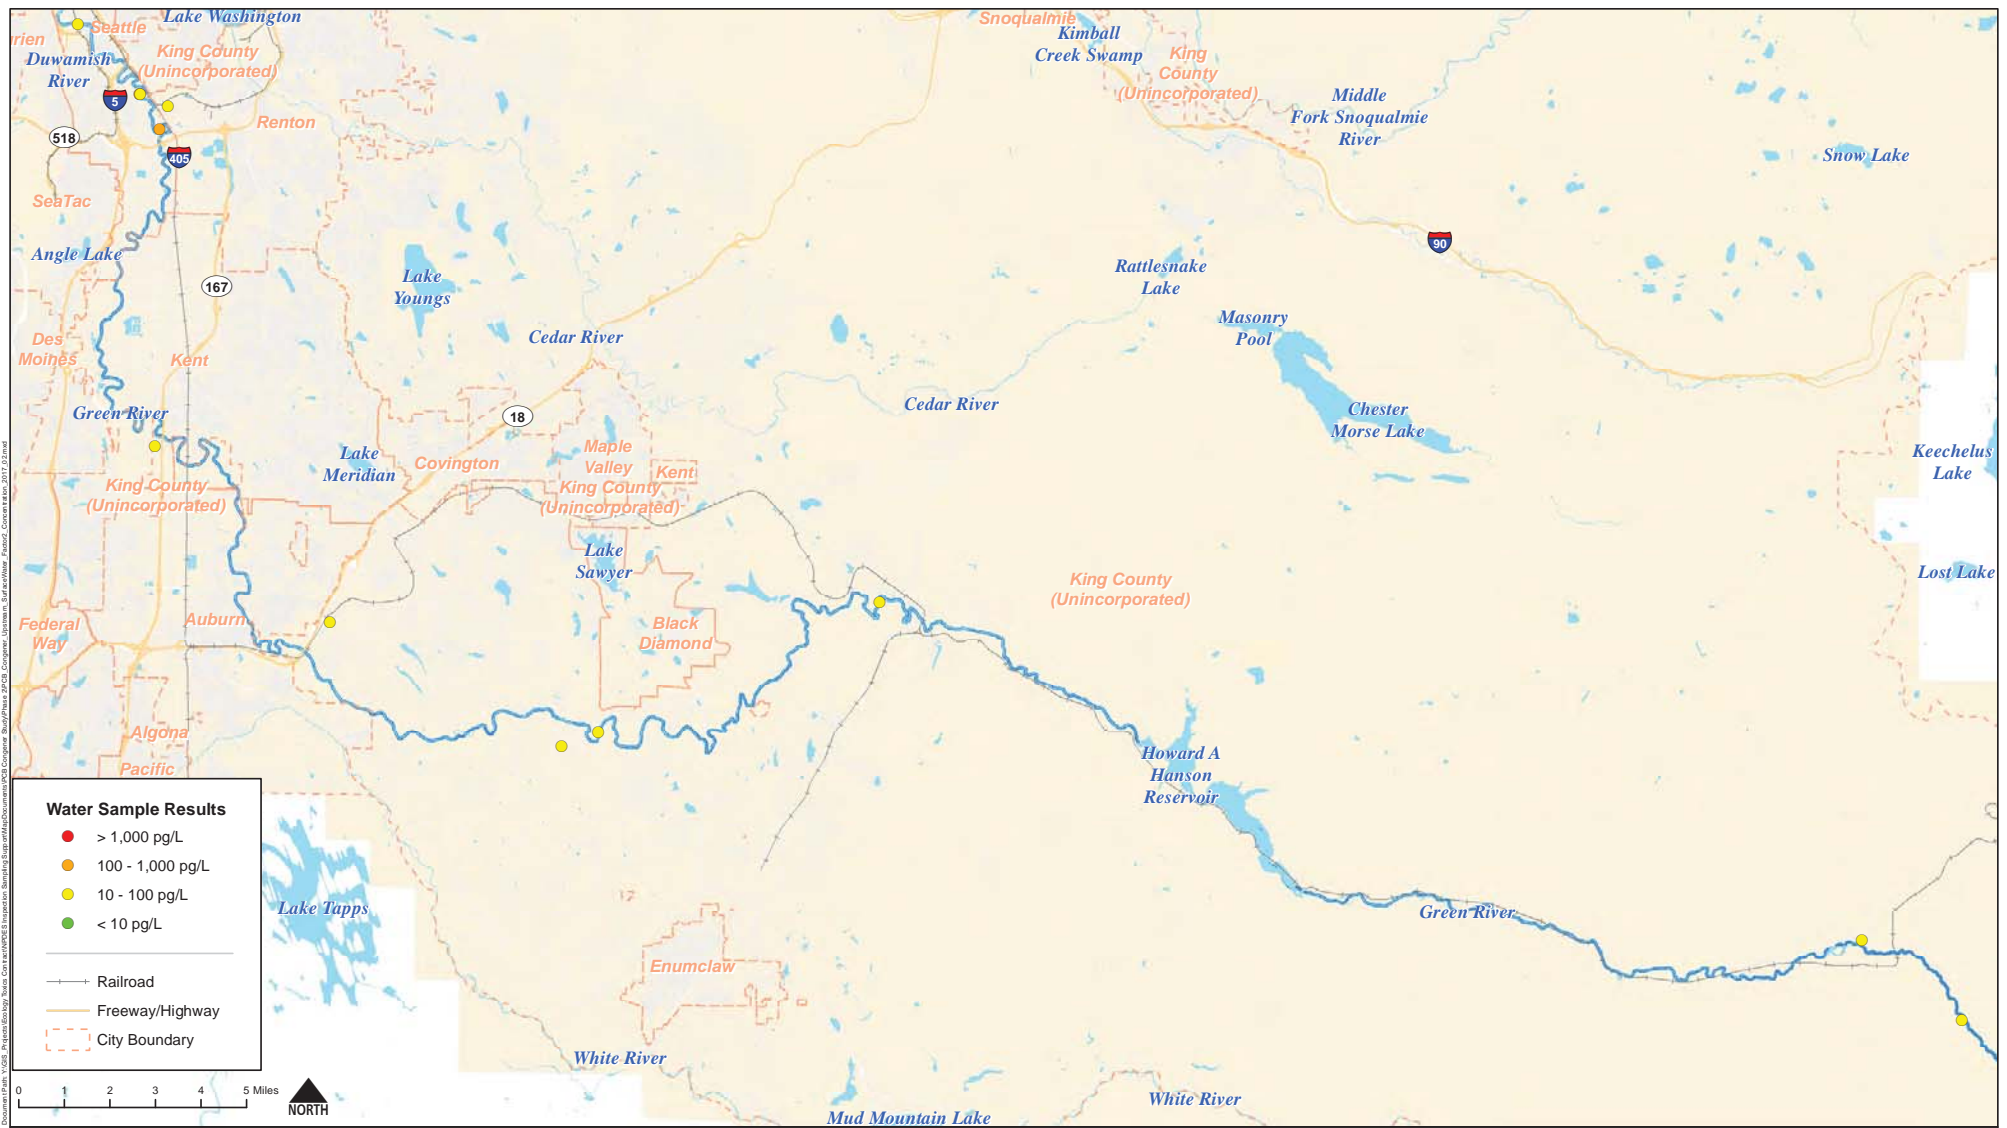 Lake Washington
Seattle
rien
King County
(Unincorporated)
Duwamish
River
5
Renton
518
405
SeaTac
Angle Lake
167
Des
Moines
Kent
Green River
King County
(Unincorporated)
Lake
Youngs
Cedar River
18
Lake
Meridian
Covington
Maple
Valley
Kent
King County
(Unincorporated)
Lake
Sawyer
Black
Diamond
Federal
Way
Auburn
Algona
Pacific
Snoqualmie
Kimball
Creek Swamp
King
County
(Unincorporated)
Middle
Fork Snoqualmie
River
Snow Lake
90
Rattlesnake
Lake
Masonry
Pool
Cedar River
Chester
Morse Lake
Keechelus
Lake
Lost Lake
King County
(Unincorporated)
Howard A
Hanson
Reservoir
Green River
Lake Tapps
Enumclaw
White River
White River
Mud Mountain Lake
Water Sample Results
> 1,000 pg/L
100 - 1,000 pg/L
10 - 100 pg/L
< 10 pg/L
Railroad
Freeway/Highway
City Boundary
0 1 2 3 4 5 Miles
NORTH